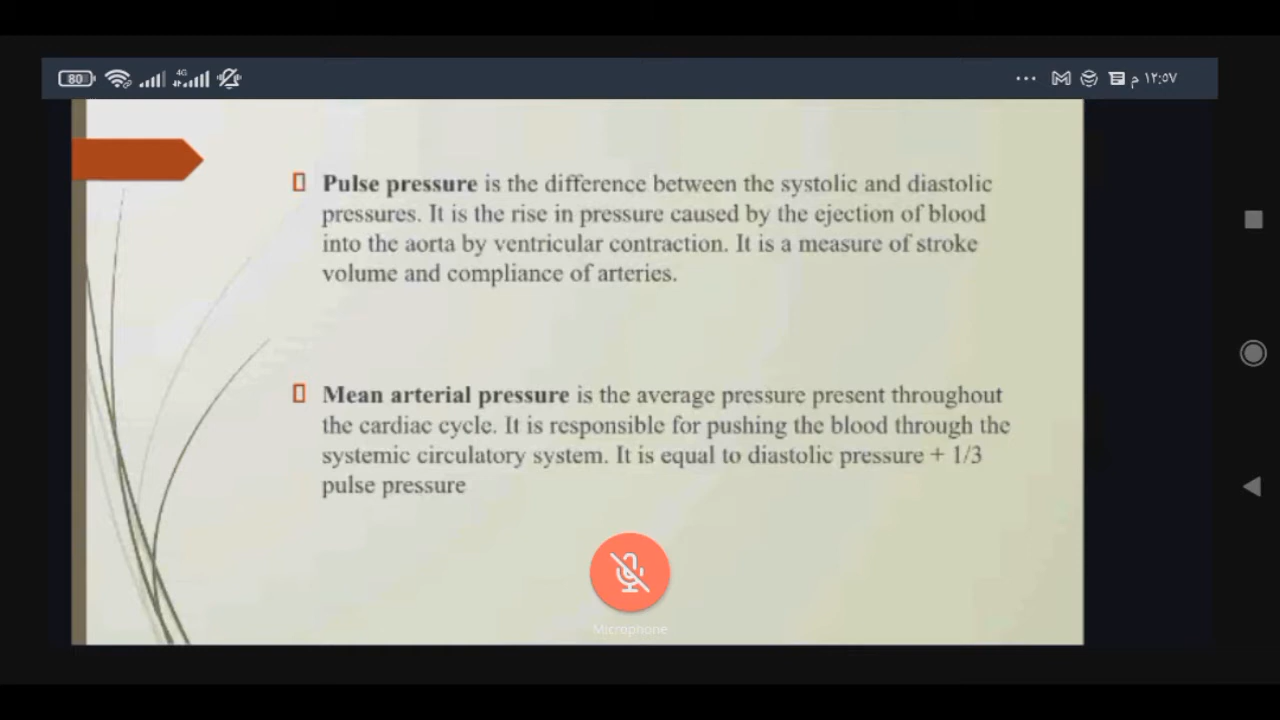 80
4G
م ١٢:٥٧
Pulse pressure is the difference between the systolic and diastolic
pressures. It is the rise in pressure caused by the ejection of blood
into the aorta by ventricular contraction. It is a measure of stroke
volume and compliance of arteries.
Mean arterial pressure is the average pressure present throughout
the cardiac cycle. It is responsible for pushing the blood through the
systemic circulatory system. It is equal to diastolic pressure + 1/3
pulse pressure
Microphone